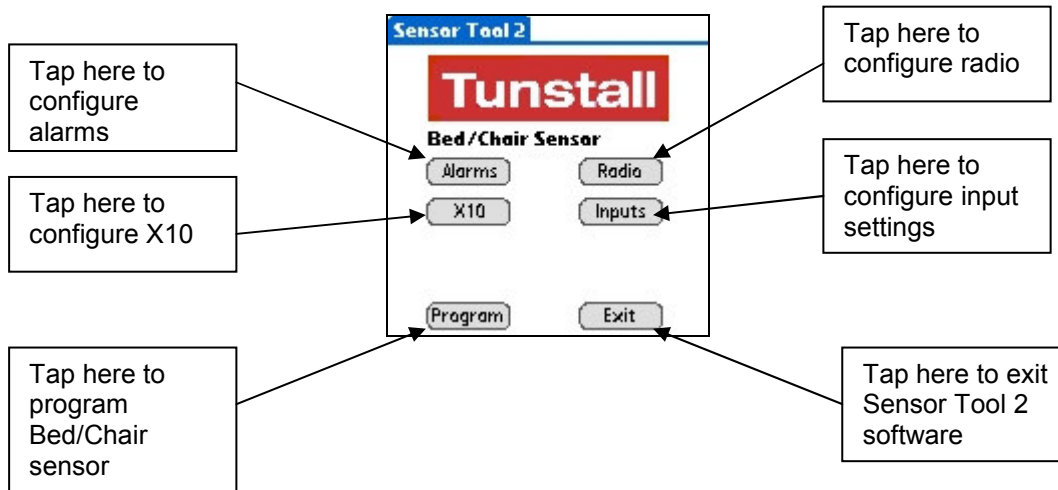 Tap here to
configure
alarms
Tap here to
configure X10
Tap here to
program
Bed/Chair
sensor
Sensor Tool 2
Tunstall
Bed/Chair Sensor
Alarms
Radio
X10
Inputs
Program
Exit
Tap here to
configure radio
Tap here to
configure input
settings
Tap here to exit
Sensor Tool 2
software